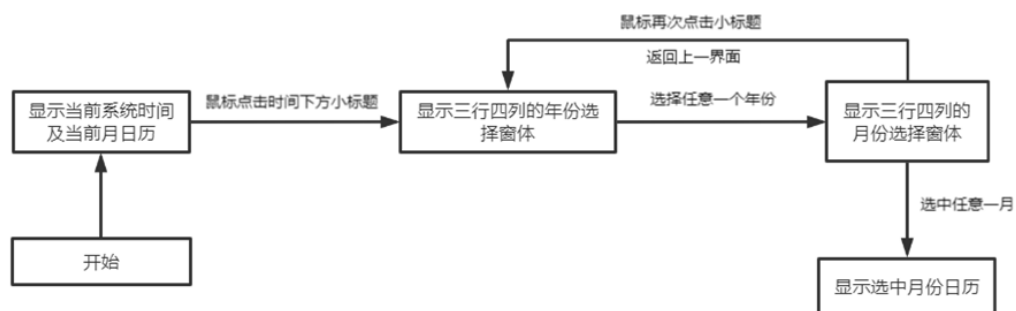 鼠标再次点击小标题
返回上一界面
显示当前系统时间
及当前月日历
鼠标点击时间下方小标题
显示三行四列的年份选
择窗体
选择任意一个年份
显示三行四列的
月份选择窗体
选中任意一月
开始
显示选中月份日历